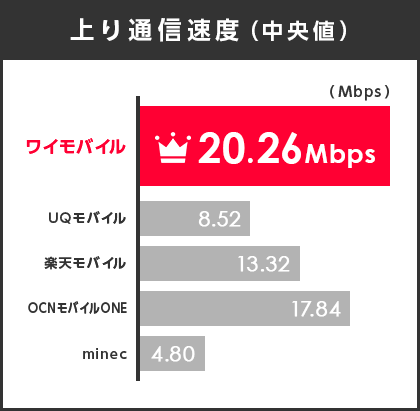 上り通信速度（中央値）
（Mbps）
ワイモバイル 20.26Mbps
UQモバイル 8.52
楽天モバイル 13.32
OCNモバイルONE 17.84
minec 4.80